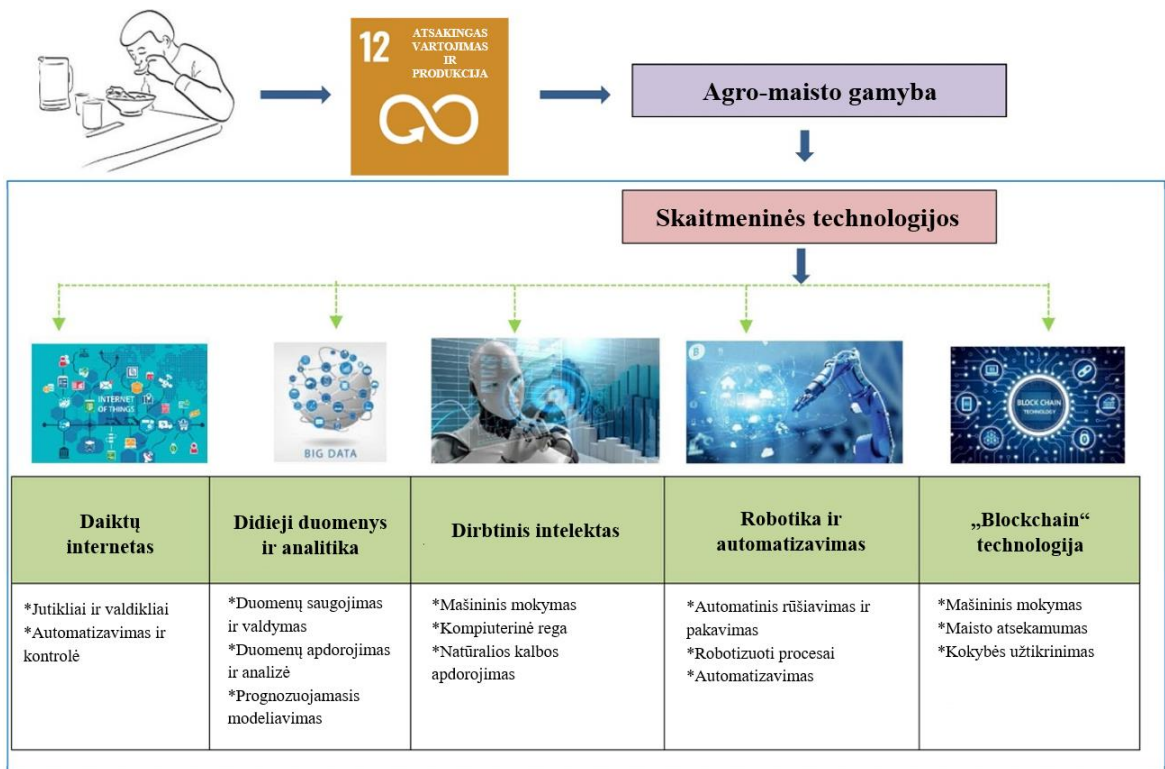 12
ATSAKINGAS
VARTOJIMAS
IR
PRODUKCIJA
Agro-maisto gamyba
Skaitmeninės technologijos
INTERNET
OF THINGS
BIG DATA
BLOCK CHAIN
TECHNOLOGY
Daiktų
internetas
Didieji duomenys
ir analitika
Dirbtinis intelektas
Robotika ir
automatizavimas
„Blockchain“
technologija
*Jutikliai ir valdikliai
*Automatizavimas ir
kontrolė
*Duomenų saugojimas
ir valdymas
*Duomenų apdorojimas
ir analizė
*Prognozuojamasis
modeliavimas
*Mašininis mokymas
*Kompiuterinė rega
*Natūralios kalbos
apdorojimas
*Automatinis rūšiavimas ir
pakavimas
*Robotizuoti procesai
*Automatizavimas
*Mašininis mokymas
*Maisto atsekamumas
*Kokybės užtikrinimas